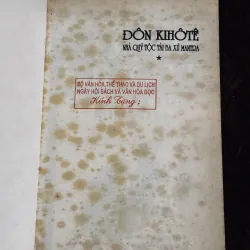 ĐÔN KIHÔTÊ
NHÀ QUÝ TỘC TÀI BA XỨ MANTRA
BỘ VĂN HÓA, THỂ THAO VÀ DU LỊCH
NGÀY HỘI SÁCH VÀ VĂN HÓA ĐỌC
Kính Tặng: